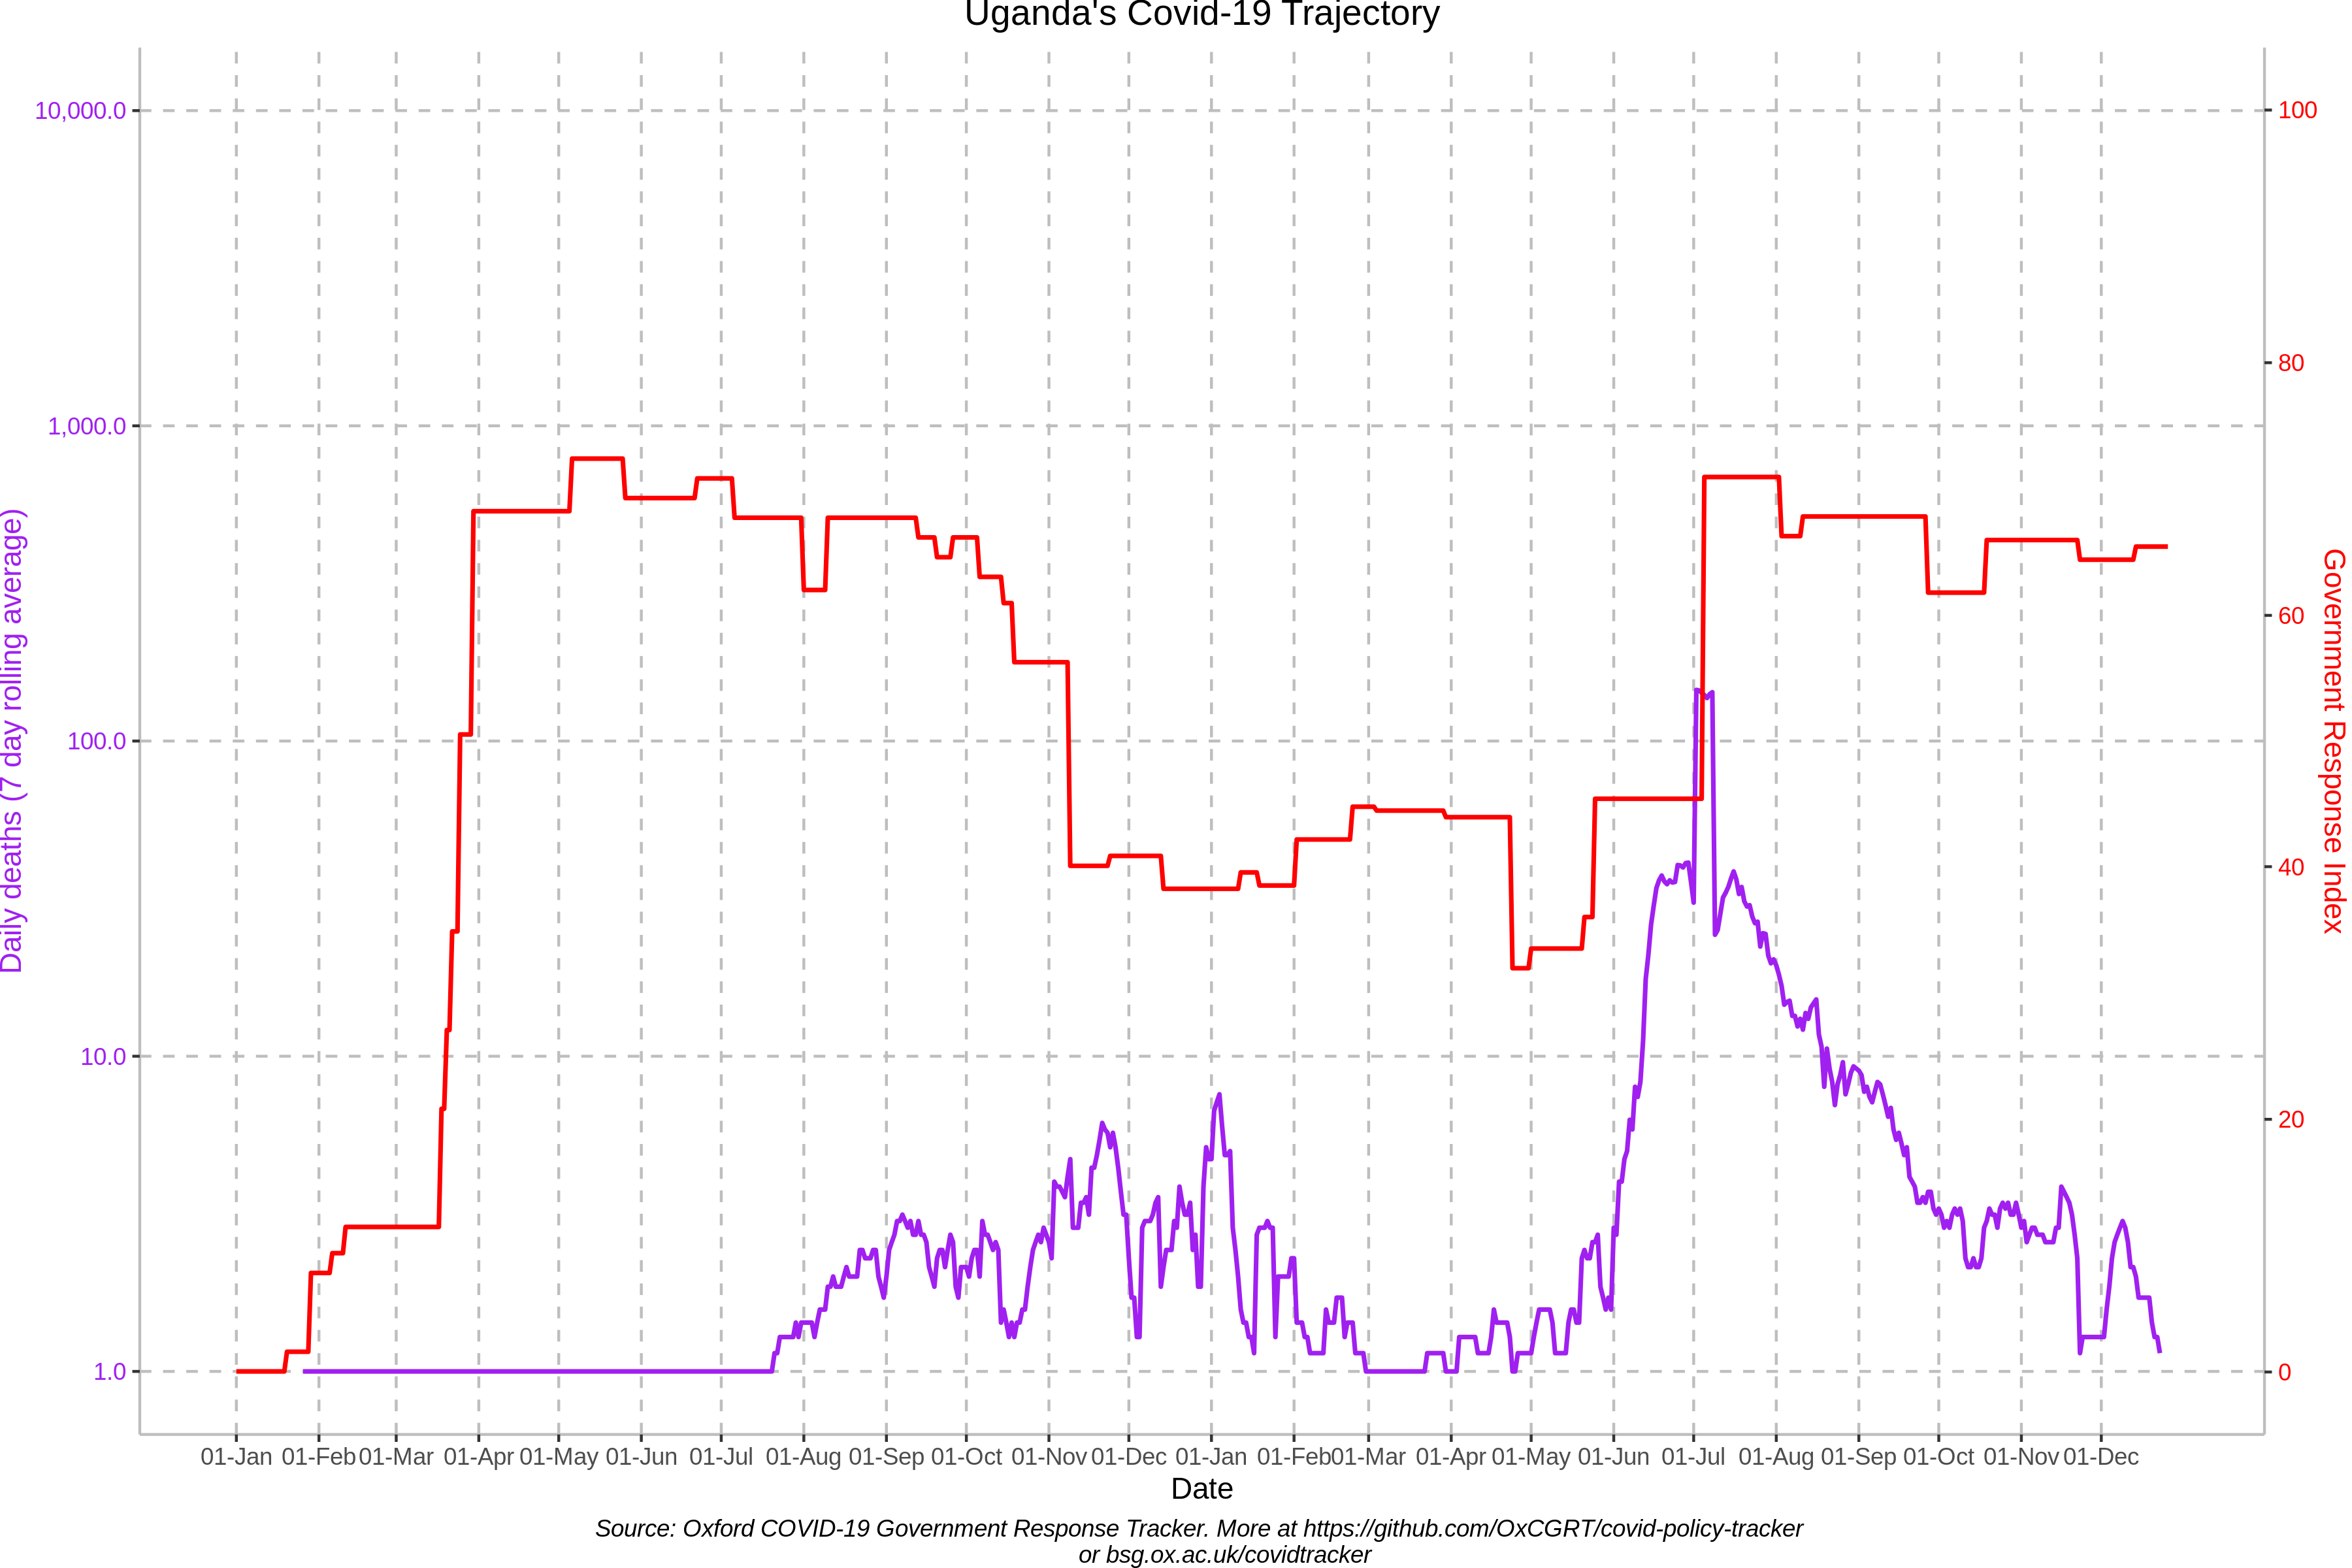 Uganda's Covid-19 Trajectory
10,000.0
1,000.0
100.0
10.0
1.0
Daily deaths (7 day rolling average)
100
80
60
40
20
0
Government Response Index
01-Jan 01-Feb 01-Mar 01-Apr 01-May 01-Jun 01-Jul 01-Aug 01-Sep 01-Oct 01-Nov 01-Dec 01-Jan 01-Feb 01-Mar 01-Apr 01-May 01-Jun 01-Jul 01-Aug 01-Sep 01-Oct 01-Nov 01-Dec
Date
Source: Oxford COVID-19 Government Response Tracker. More at https://github.com/OxCGRT/covid-policy-tracker
or bsg.ox.ac.uk/covidtracker